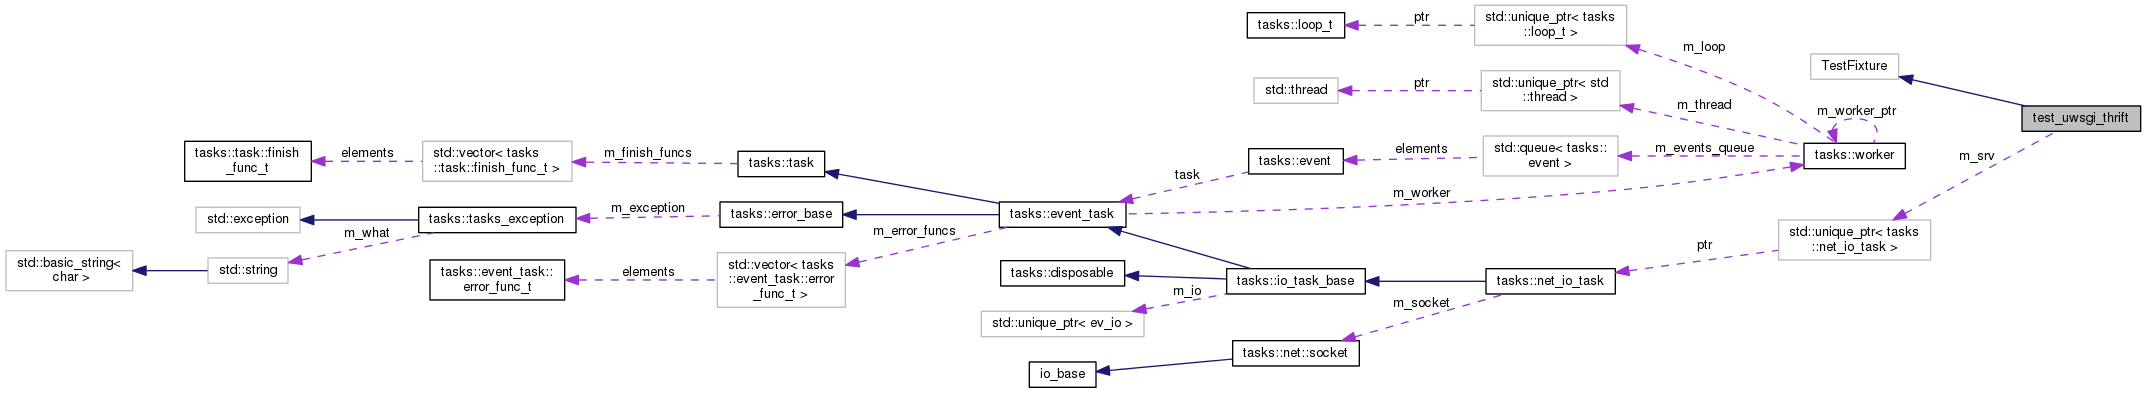 tasks::loop_t
ptr
std::unique_ptr< tasks
::loop_t >
m_loop
TestFixture
std::thread
ptr
std::unique_ptr< std
::thread >
m_thread
m_worker_ptr
test_uwsgi_thrift
tasks::task::finish
_func_t
elements
std::vector< tasks
::task::finish_func_t >
m_finish_funcs
tasks::task
tasks::event
elements
std::queue< tasks::
event >
m_events_queue
tasks::worker
m_srv
task
m_worker
std::exception
tasks::tasks_exception
m_exception
tasks::error_base
tasks::event_task
m_what
m_error_funcs
std::unique_ptr< tasks
::net_io_task >
ptr
std::basic_string<
char >
std::string
tasks::event_task::
error_func_t
elements
std::vector< tasks
::event_task::error
_func_t >
tasks::disposable
tasks::io_task_base
tasks::net_io_task
m_io
m_socket
std::unique_ptr< ev_io >
tasks::net::socket
io_base